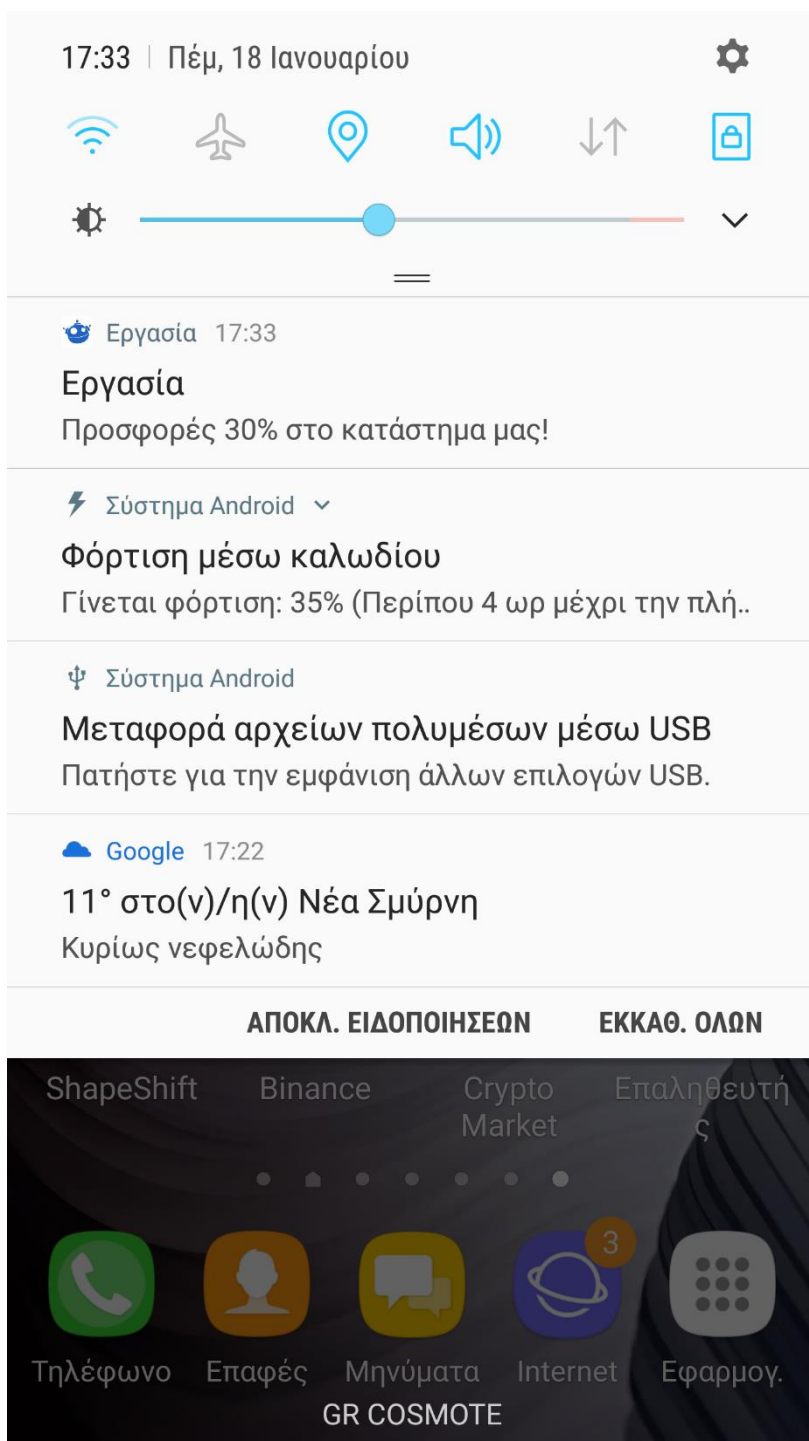 17:33 | Πέμ, 18 Ιανουαρίου
Εργασία 17:33
Εργασία
Προσφορές 30% στο κατάστημα μας!
Σύστημα Android
Φόρτιση μέσω καλωδίου
Γίνεται φόρτιση: 35% (Περίπου 4 ωρ μέχρι την πλή..
Σύστημα Android
Μεταφορά αρχείων πολυμέσων μέσω USB
Πατήστε για την εμφάνιση άλλων επιλογών USB.
Google 17:22
11° στο(ν)/η(ν) Νέα Σμύρνη
Κυρίως νεφελώδης
ΑΠΟΚΛ. ΕΙΔΟΠΟΙΗΣΕΩΝ ΕΚΚΑΘ. ΟΛΩΝ
ShapeShift Binance Crypto Επαληθευτή
Market ς
3
Τηλέφωνο Επαφές Μηνύματα Internet Εφαρμογ.
GR COSMOTE